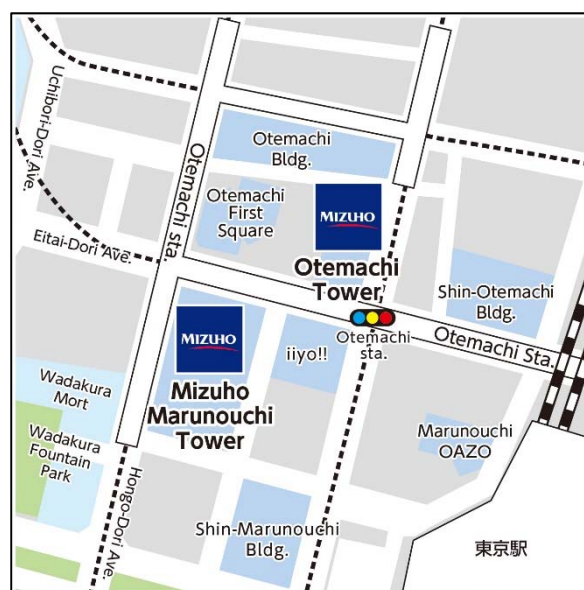 Uchibori-Dori Ave.
Otemachi sta.
Otemachi
Bldg.
Otemachi
First
Square
MIZUHO
Otemachi
Tower
Eitai-Dori Ave.
Shin-Otemachi
Bldg.
Otemachi
sta.
Otemachi Sta.
MIZUHO
Mizuho
Marunouchi
Tower
iiyo!!
Wadakura
Mort
Wadakura
Fountain
Park
Marunouchi
OAZO
Hongo-Dori Ave.
Shin-Marunouchi
Bldg.
東京駅